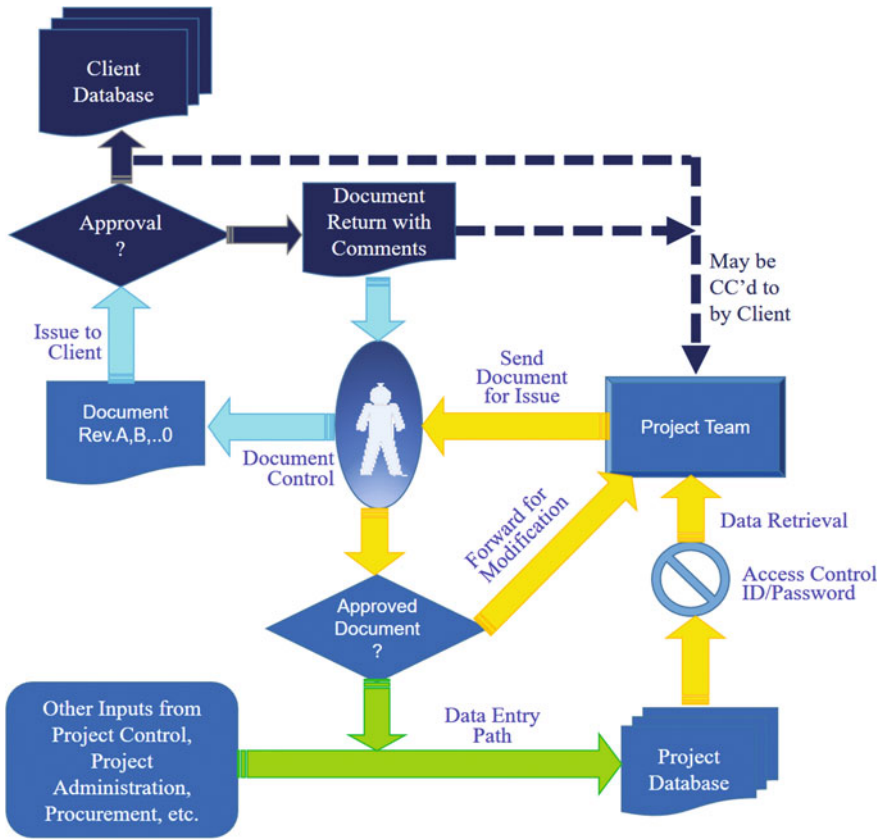 Client
Database
Approval
?
Document
Return with
Comments
May be
CC'd to
by Client
Issue to
Client
Send
Document
for Issue
Document
Rev.A,B,..0
Document
Control
Project Team
Forward for
Modification
Data Retrieval
Access Control
ID/Password
Approved
Document
?
Other Inputs from
Project Control,
Project
Administration,
Procurement, etc.
Data Entry
Path
Project
Database